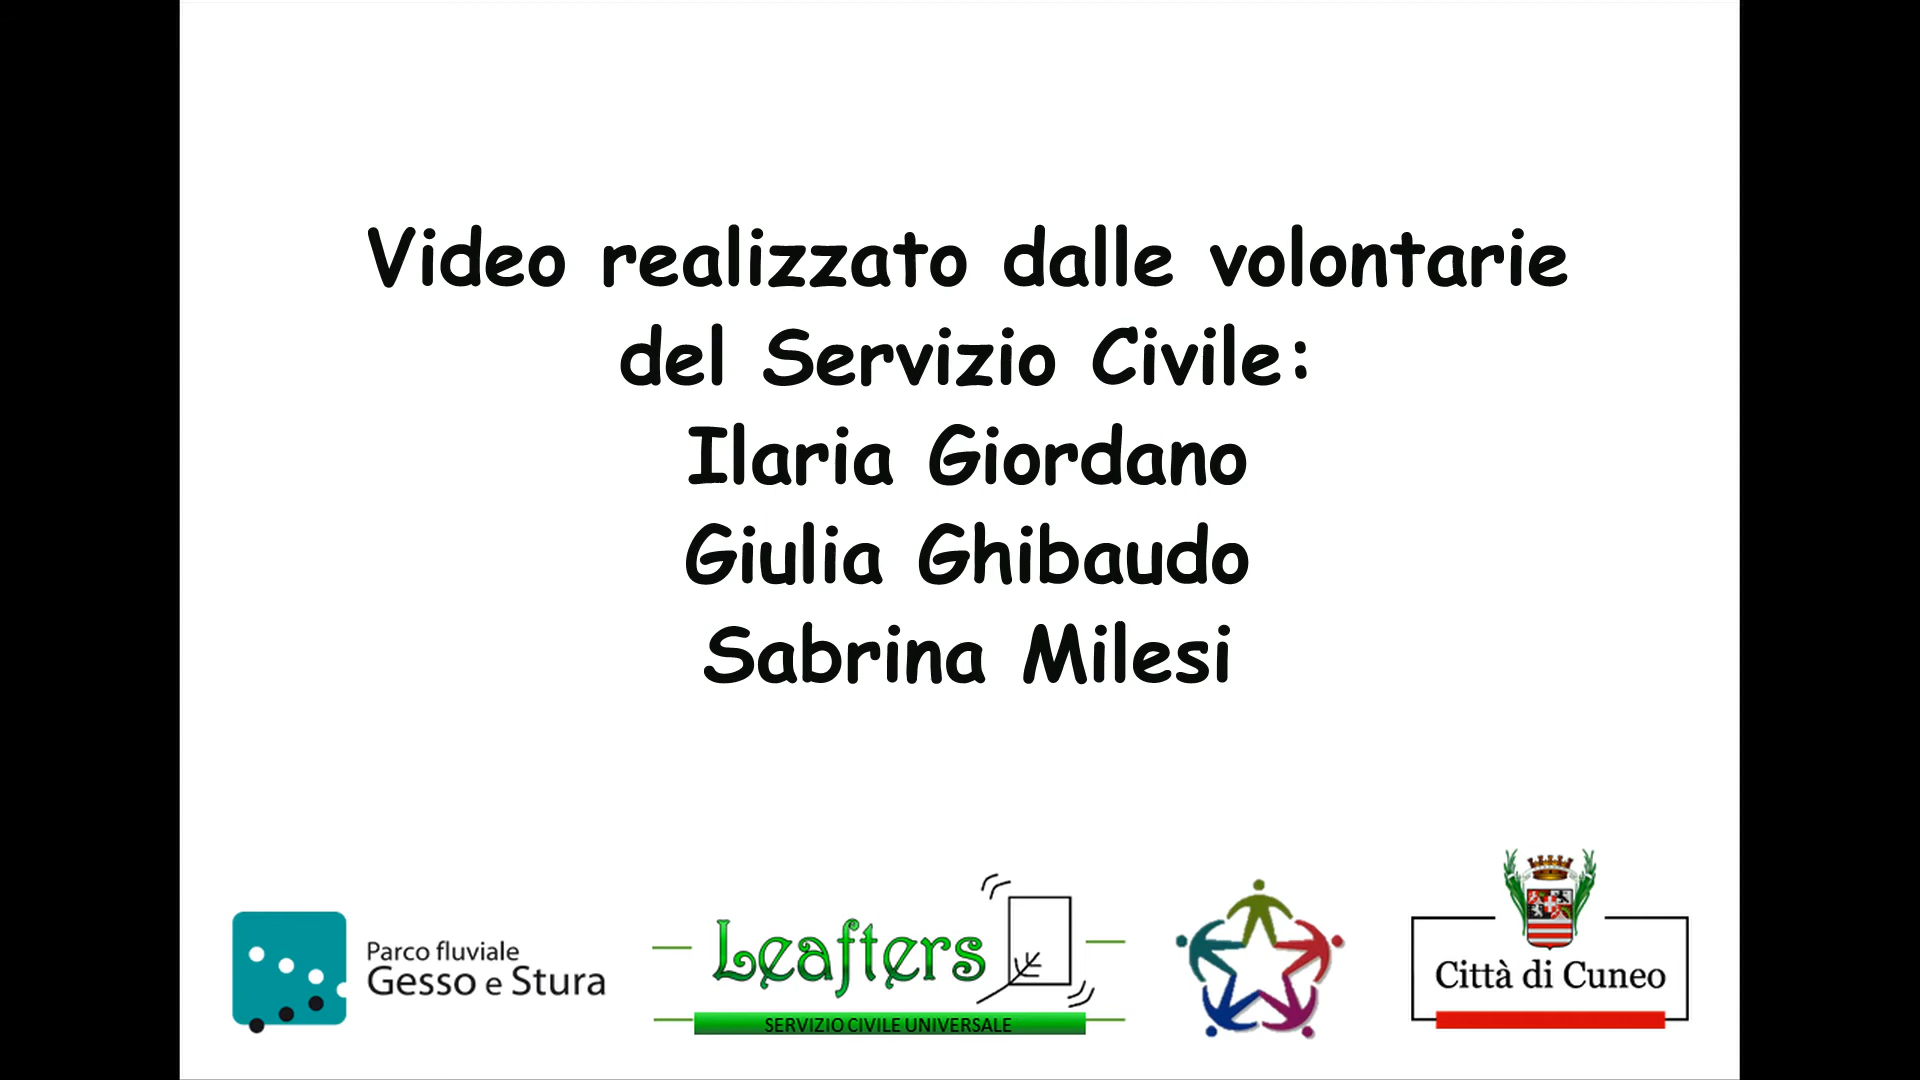 Video realizzato dalle volontarie
del Servizio Civile:
Ilaria Giordano
Giulia Ghibaudo
Sabrina Milesi
Parco fluviale
Gesso e Stura
Leafters
SERVIZIO CIVILE UNIVERSALE
Città di Cuneo